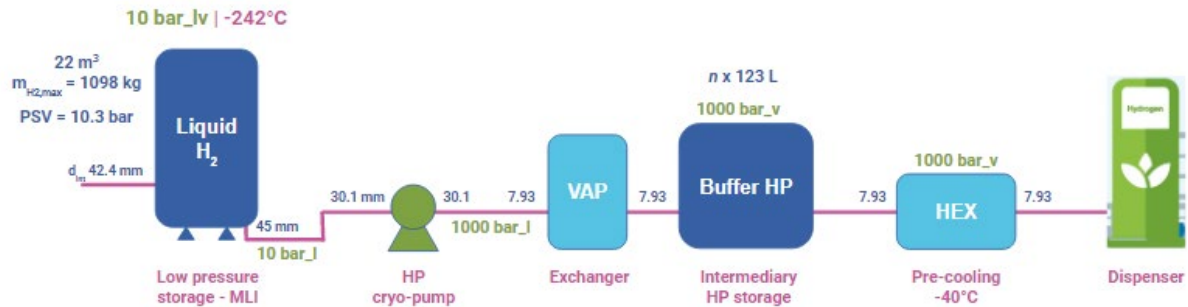 10 bar_lv | -242°C
22 m³
m_H2,max = 1098 kg
PSV = 10.3 bar
Liquid
H₂
d_int 42.4 mm
45 mm
10 bar_l
Low pressure
storage - MLI
30.1 mm
30.1
7.93
1000 bar_l
HP
cryo-pump
VAP
7.93
Exchanger
n x 123 L
1000 bar_v
Buffer HP
Intermediary
HP storage
7.93
1000 bar_v
HEX
7.93
Pre-cooling
-40°C
Hydrogen
Dispenser